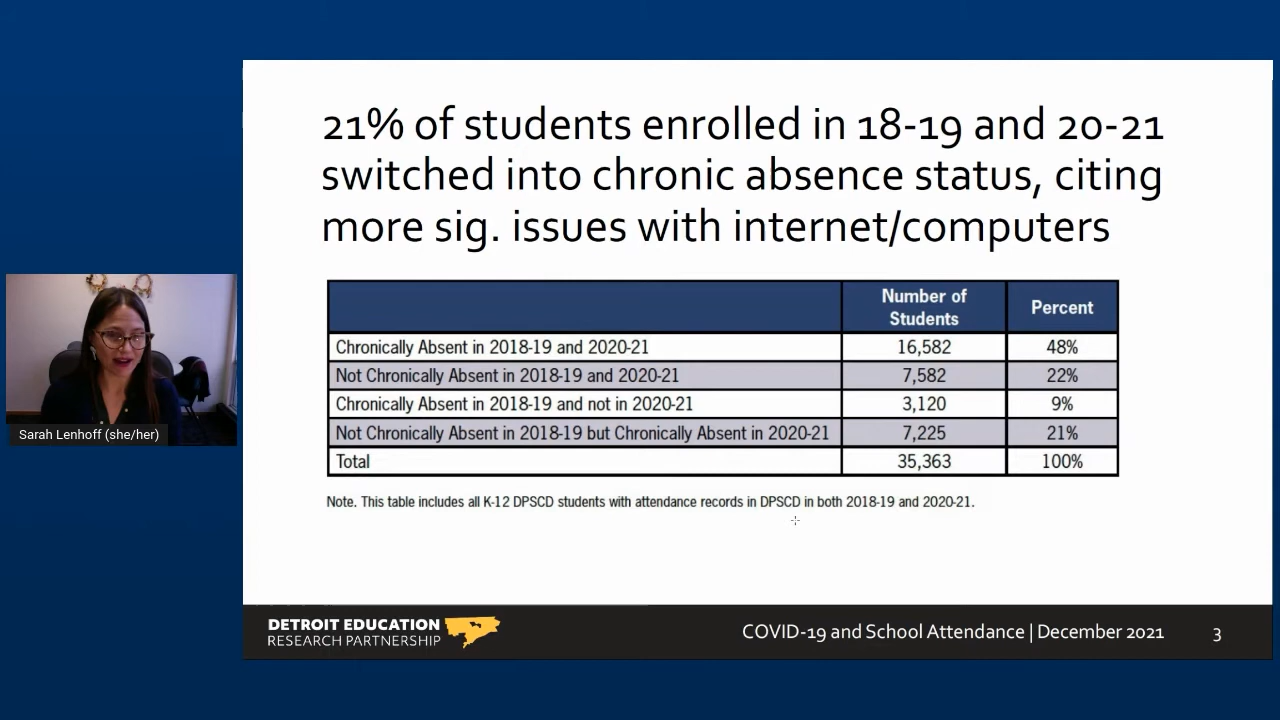 21% of students enrolled in 18-19 and 20-21
switched into chronic absence status, citing
more sig. issues with internet/computers
Number of
Students
Percent
Chronically Absent in 2018-19 and 2020-21 16,582 48%
Not Chronically Absent in 2018-19 and 2020-21 7,582 22%
Chronically Absent in 2018-19 and not in 2020-21 3,120 9%
Not Chronically Absent in 2018-19 but Chronically Absent in 2020-21 7,225 21%
Total 35,363 100%
Note. This table includes all K-12 DPSCD students with attendance records in DPSCD in both 2018-19 and 2020-21.
Sarah Lenhoff (she/her)
DETROIT EDUCATION
RESEARCH PARTNERSHIP
COVID-19 and School Attendance | December 2021 3